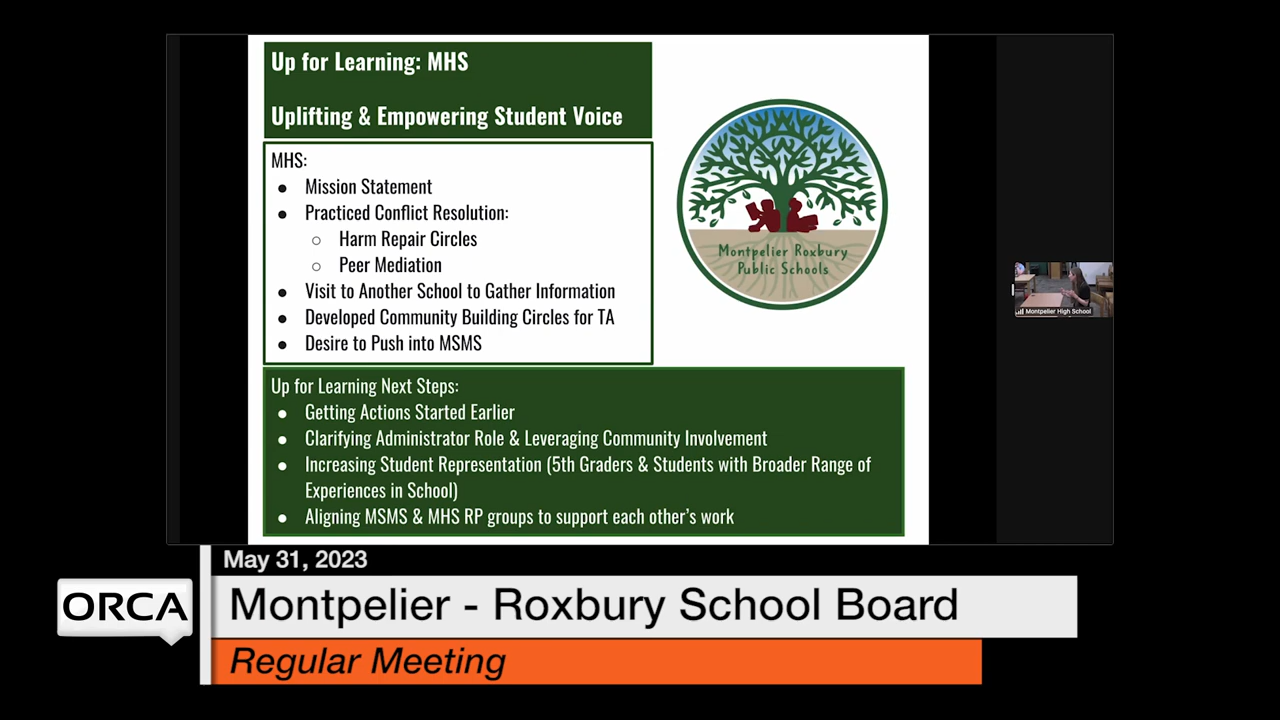 Up for Learning: MHS
Uplifting & Empowering Student Voice
MHS:
● Mission Statement
● Practiced Conflict Resolution:
○ Harm Repair Circles
○ Peer Mediation
● Visit to Another School to Gather Information
● Developed Community Building Circles for TA
● Desire to Push into MSMS
Montpelier Roxbury
Public Schools
Up for Learning Next Steps:
● Getting Actions Started Earlier
● Clarifying Administrator Role & Leveraging Community Involvement
● Increasing Student Representation (5th Graders & Students with Broader Range of
Experiences in School)
● Aligning MSMS & MHS RP groups to support each other's work
Montpelier High School
May 31, 2023
ORCA
Montpelier - Roxbury School Board
Regular Meeting